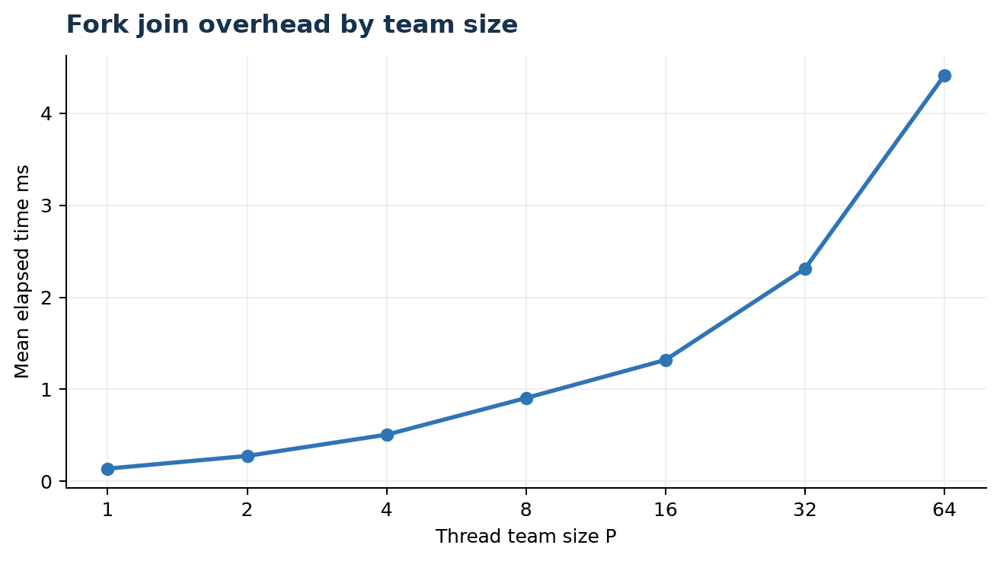 Fork join overhead by team size
Mean elapsed time ms
4
3
2
1
0
1 2 4 8 16 32 64
Thread team size P